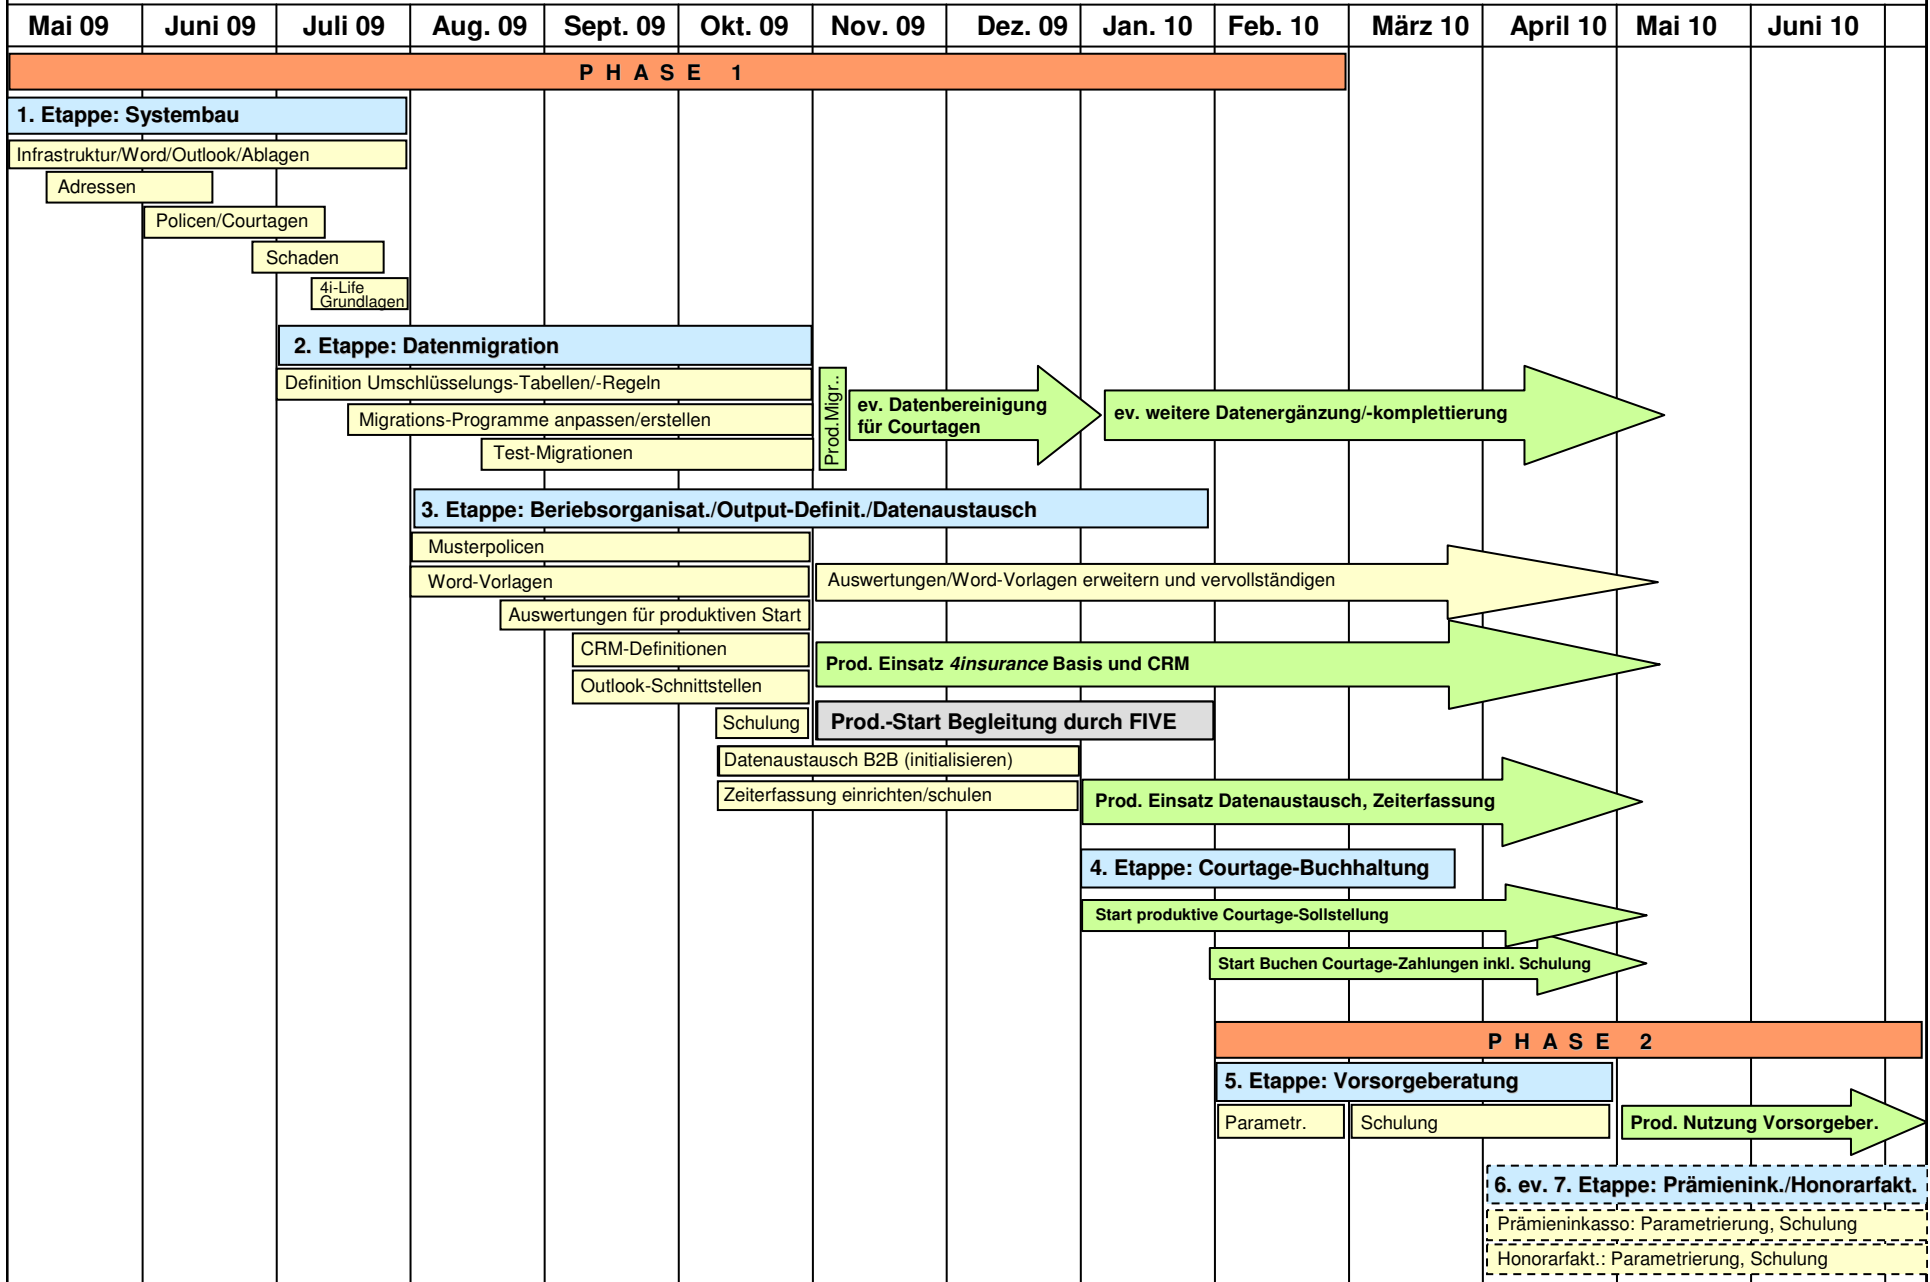 Mai 09 Juni 09 Juli 09 Aug. 09 Sept. 09 Okt. 09 Nov. 09 Dez. 09 Jan. 10 Feb. 10 März 10 April 10 Mai 10 Juni 10
PHASE 1
1. Etappe: Systembau
Infrastruktur/Word/Outlook/Ablagen
Adressen
Policen/Courtagen
Schaden
4i-Life
Grundlagen
2. Etappe: Datenmigration
Definition Umschlüsselungs-Tabellen/-Regeln
Migrations-Programme anpassen/erstellen
Test-Migrationen
Prod.Migr..
ev. Datenbereinigung
für Courtagen
ev. weitere Datenergänzung/-komplettierung
3. Etappe: Beriebsorganisat./Output-Definit./Datenaustausch
Musterpolicen
Word-Vorlagen
Auswertungen/Word-Vorlagen erweitern und vervollständigen
Auswertungen für produktiven Start
CRM-Definitionen
Prod. Einsatz 4insurance Basis und CRM
Outlook-Schnittstellen
Schulung
Prod.-Start Begleitung durch FIVE
Datenaustausch B2B (initialisieren)
Zeiterfassung einrichten/schulen
Prod. Einsatz Datenaustausch, Zeiterfassung
4. Etappe: Courtage-Buchhaltung
Start produktive Courtage-Sollstellung
Start Buchen Courtage-Zahlungen inkl. Schulung
PHASE 2
5. Etappe: Vorsorgeberatung
Parametr.
Schulung
Prod. Nutzung Vorsorgeber.
6. ev. 7. Etappe: Prämienink./Honorarfakt.
Prämieninkasso: Parametrierung, Schulung
Honorarfakt.: Parametrierung, Schulung